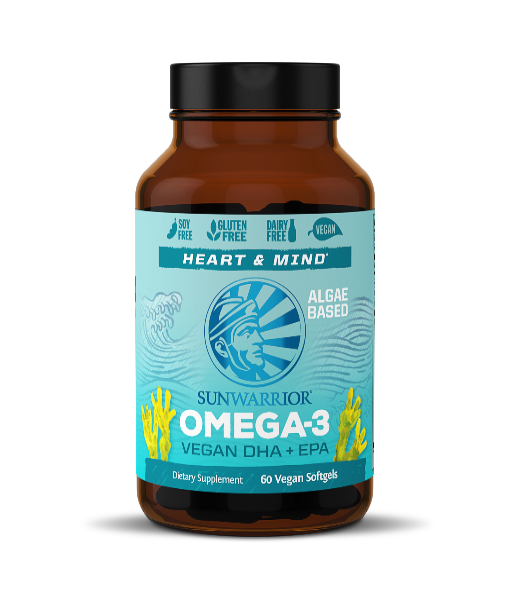 SOY FREE
GLUTEN FREE
DAIRY FREE
VEGAN
HEART & MIND*
ALGAE
BASED
SUNWARRIOR®
OMEGA-3
VEGAN DHA + EPA
Dietary Supplement
60 Vegan Softgels